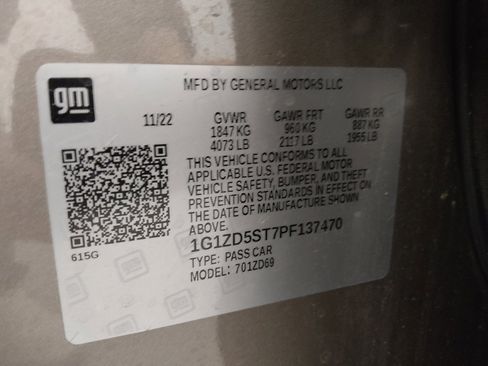 gm
MFD BY GENERAL MOTORS LLC
11/22 GVWR GAWR FRT GAWR RR
1847 KG 960 KG 887 KG
4073 LB 2117 LB 1955 LB
THIS VEHICLE CONFORMS TO ALL
APPLICABLE U.S. FEDERAL MOTOR
VEHICLE SAFETY, BUMPER, AND THEFT
PREVENTION STANDARDS IN EFFECT ON
THE DATE OF MANUFACTURE SHOWN
ABOVE.
1G1ZD5ST7PF137470
TYPE: PASS CAR
MODEL: 701ZD69
615G